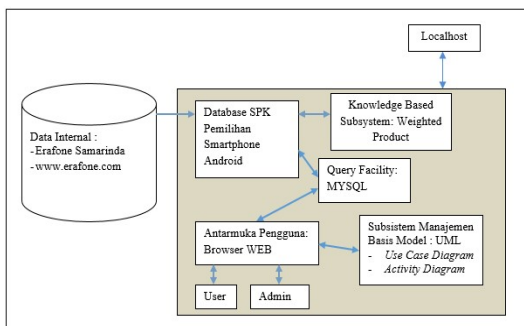 Localhost
Data Internal :
-Erafone Samarinda
-www.erafone.com
Database SPK
Pemilihan
Smartphone
Android
Knowledge Based
Subsystem: Weighted
Product
Query Facility:
MYSQL
Antarmuka Pengguna:
Browser WEB
Subsistem Manajemen
Basis Model : UML
- Use Case Diagram
- Activity Diagram
User
Admin